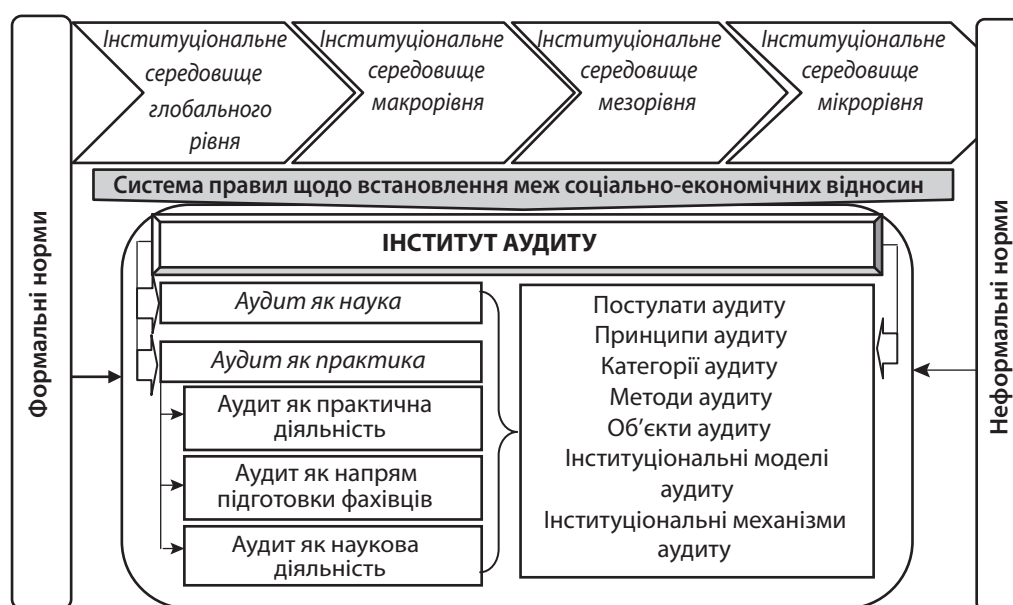 Формальні норми
Інституціональне
середовище
глобального
рівня
Інституціональне
середовище
макрорівня
Інституціональне
середовище
мезорівня
Інституціональне
середовище
мікрорівня
Система правил щодо встановлення меж соціально-економічних відносин
ІНСТИТУТ АУДИТУ
Аудит як наука
Аудит як практика
Аудит як практична
діяльність
Аудит як напрям
підготовки фахівців
Аудит як наукова
діяльність
Постулати аудиту
Принципи аудиту
Категорії аудиту
Методи аудиту
Об’єкти аудиту
Інституціональні моделі
аудиту
Інституціональні механізми
аудиту
Неформальні норми